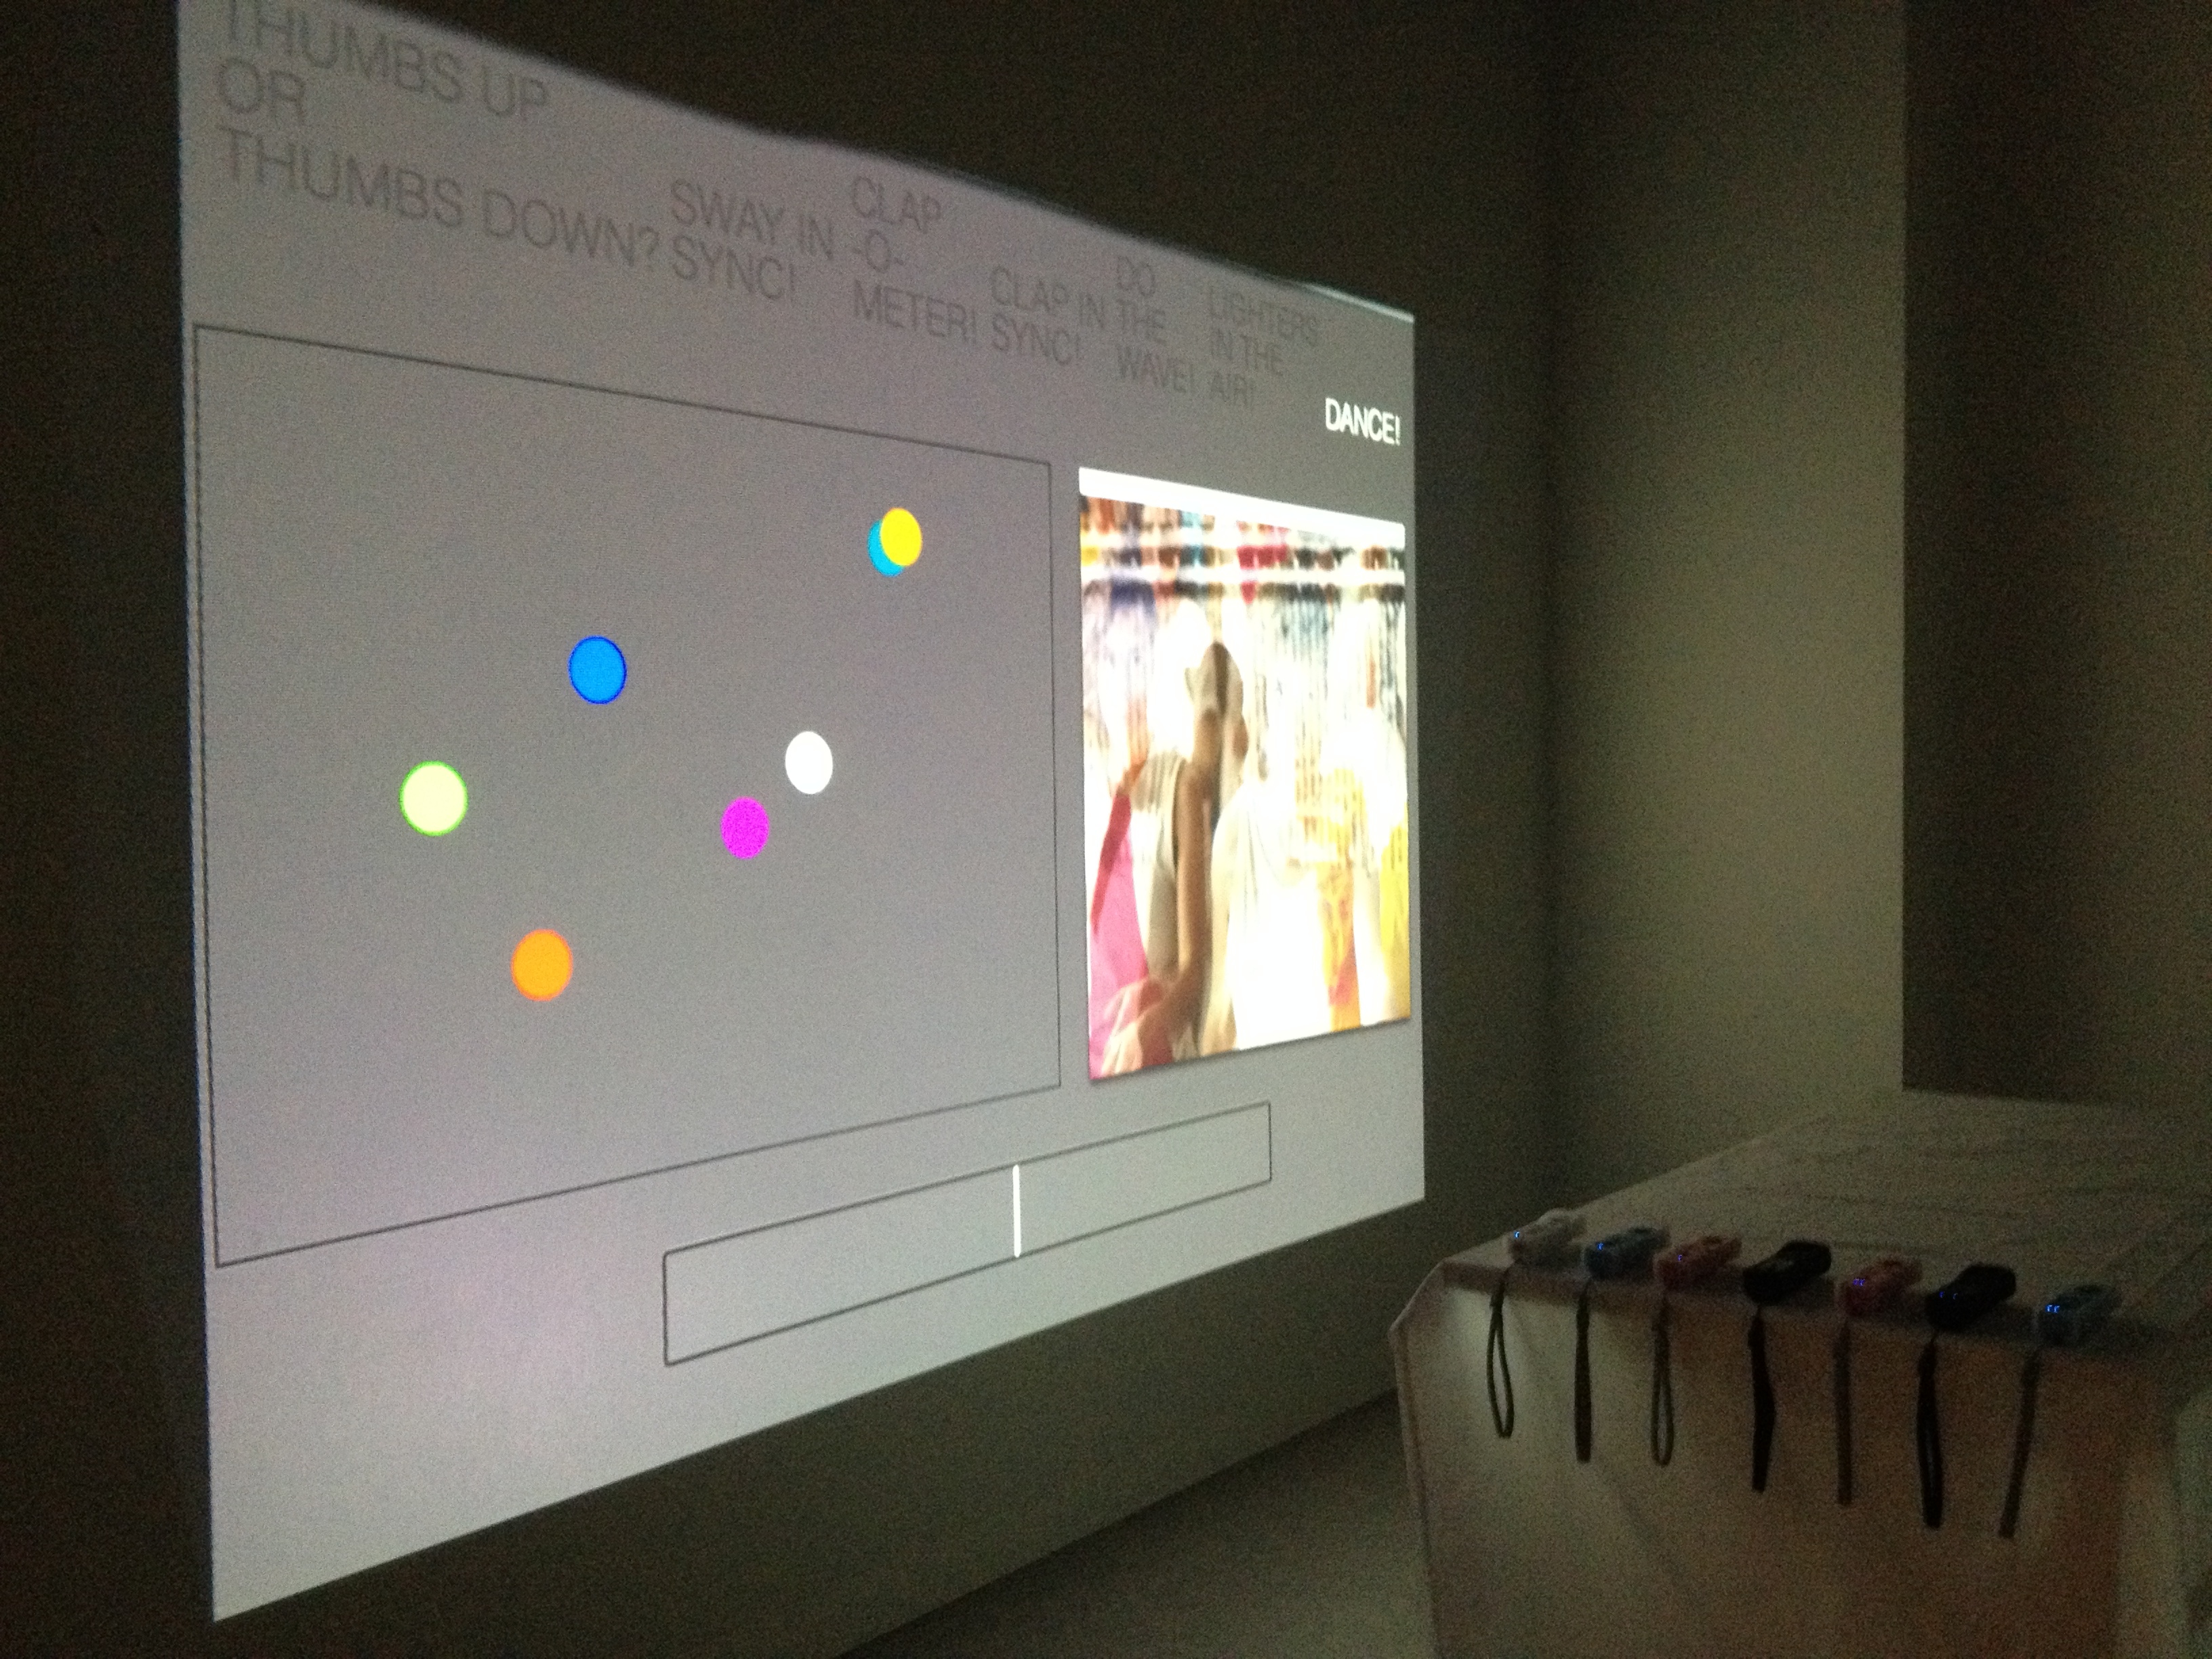 THUMBS UP
OR
THUMBS DOWN?
SWAY IN
SYNC!
CLAP
-O-
METER!
CLAP IN
SYNC!
DO
THE
WAVE!
LIGHTERS
IN THE
AIR!
DANCE!